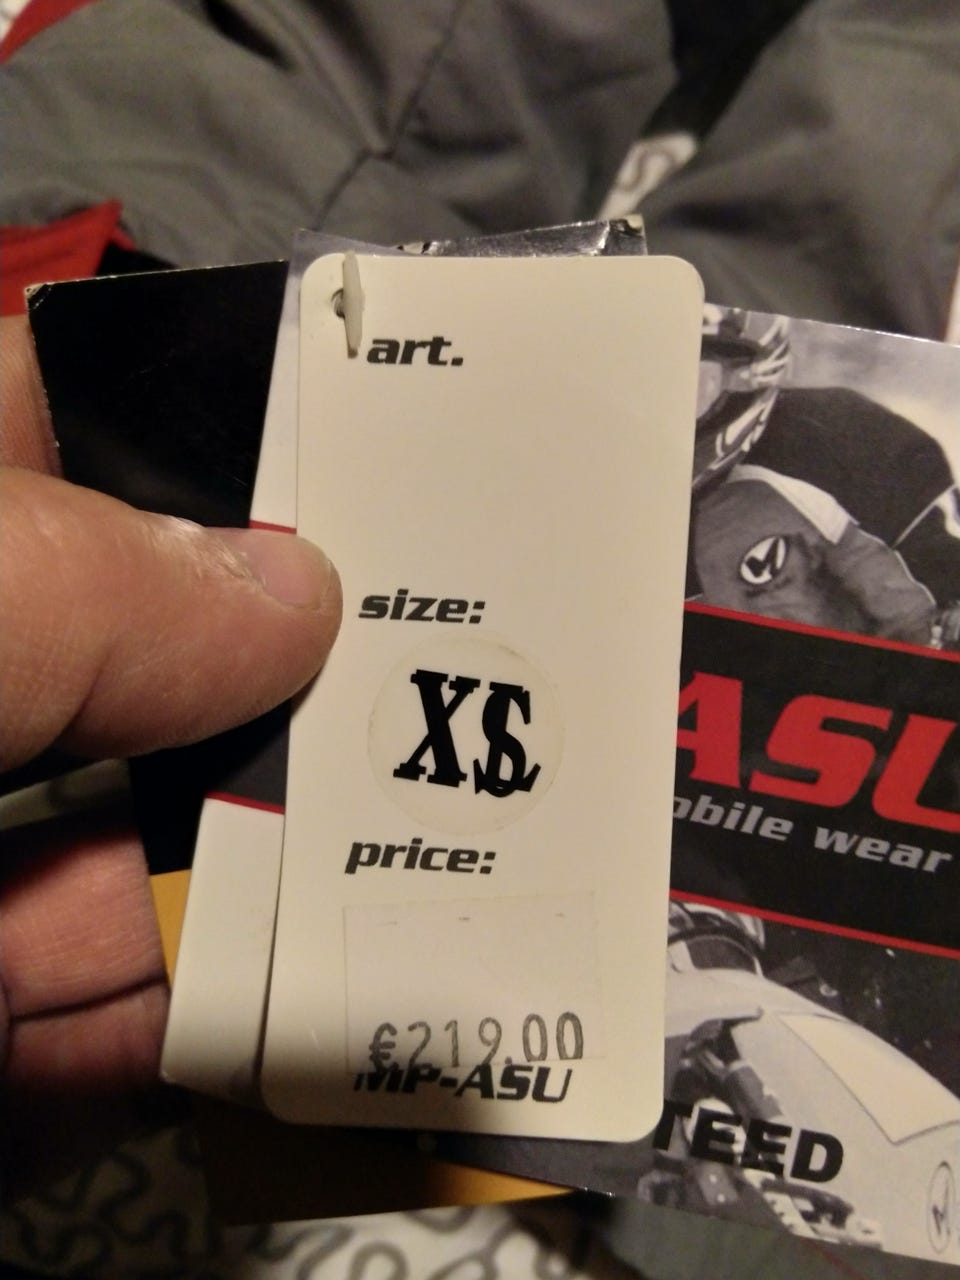 art.
size:
XS
price:
€219.00
MP-ASU
ASU
obile wear
TEED